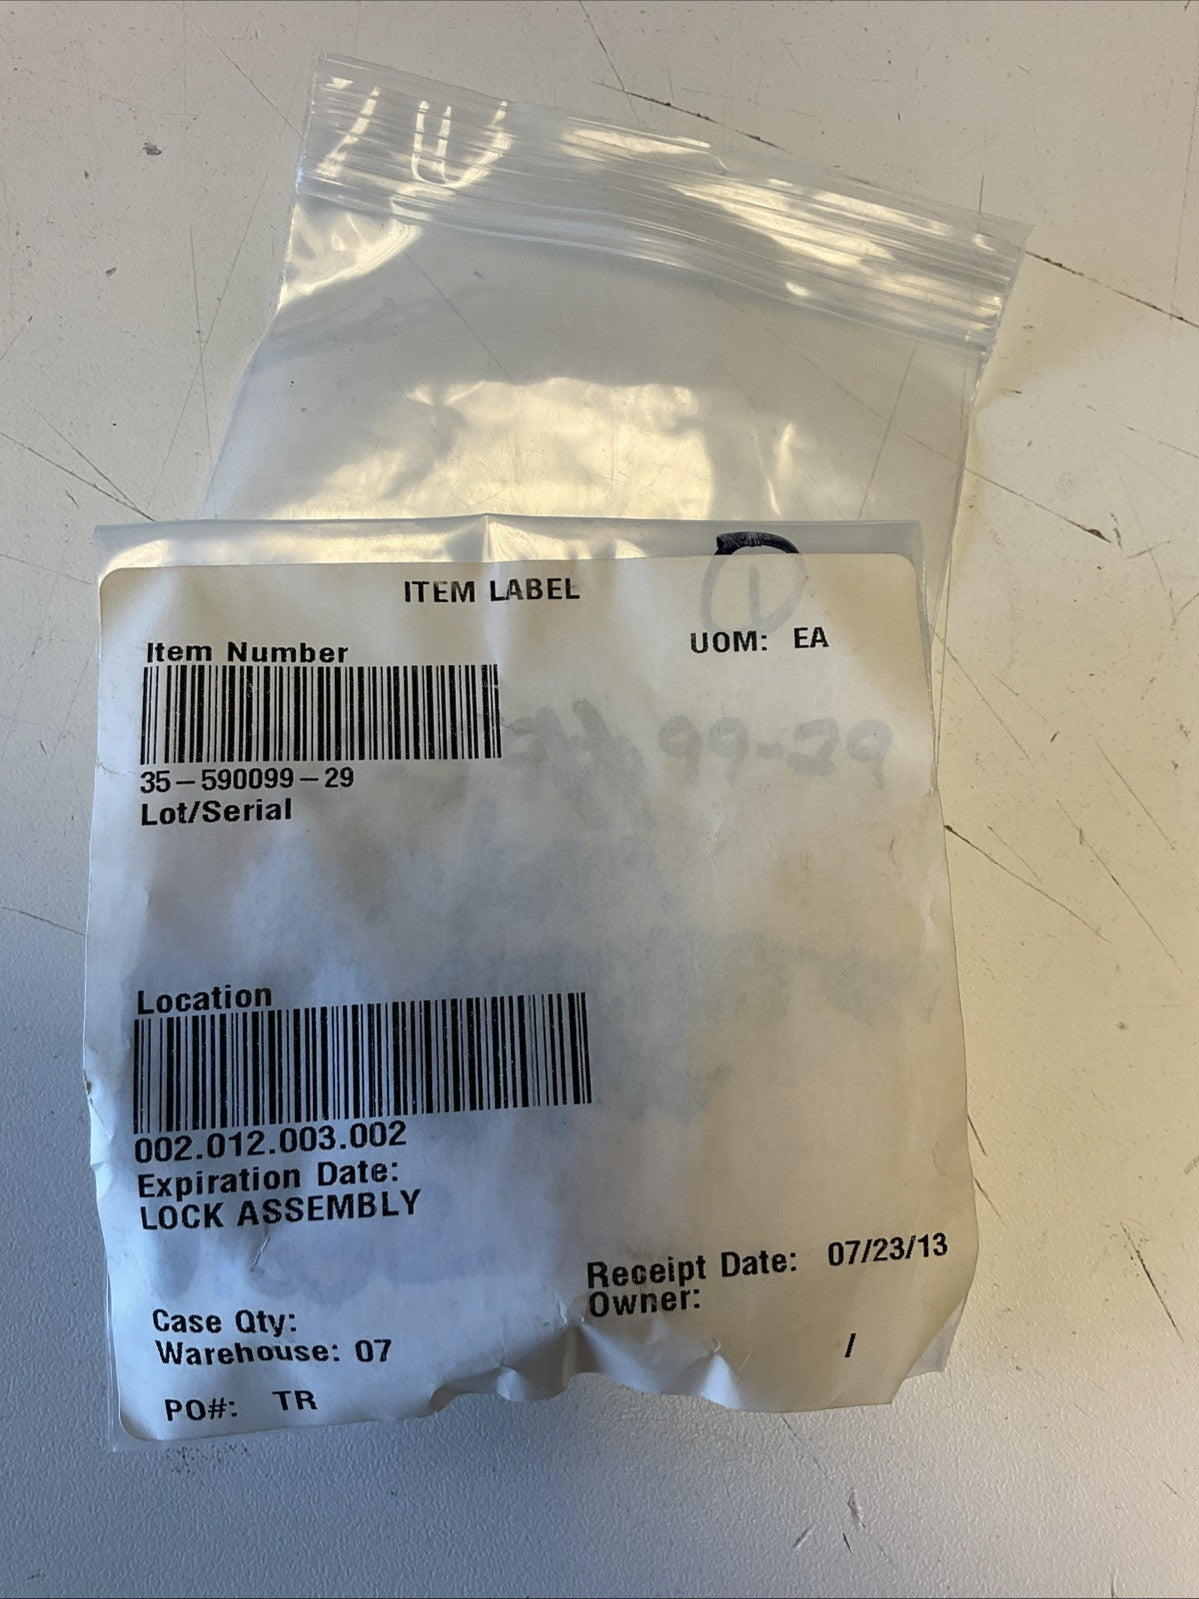 1
ITEM LABEL
Item Number
UOM: EA
35-590099-29
Lot/Serial
Location
002.012.003.002
Expiration Date:
LOCK ASSEMBLY
Receipt Date: 07/23/13
Owner:
Case Qty:
Warehouse: 07
/
PO#: TR